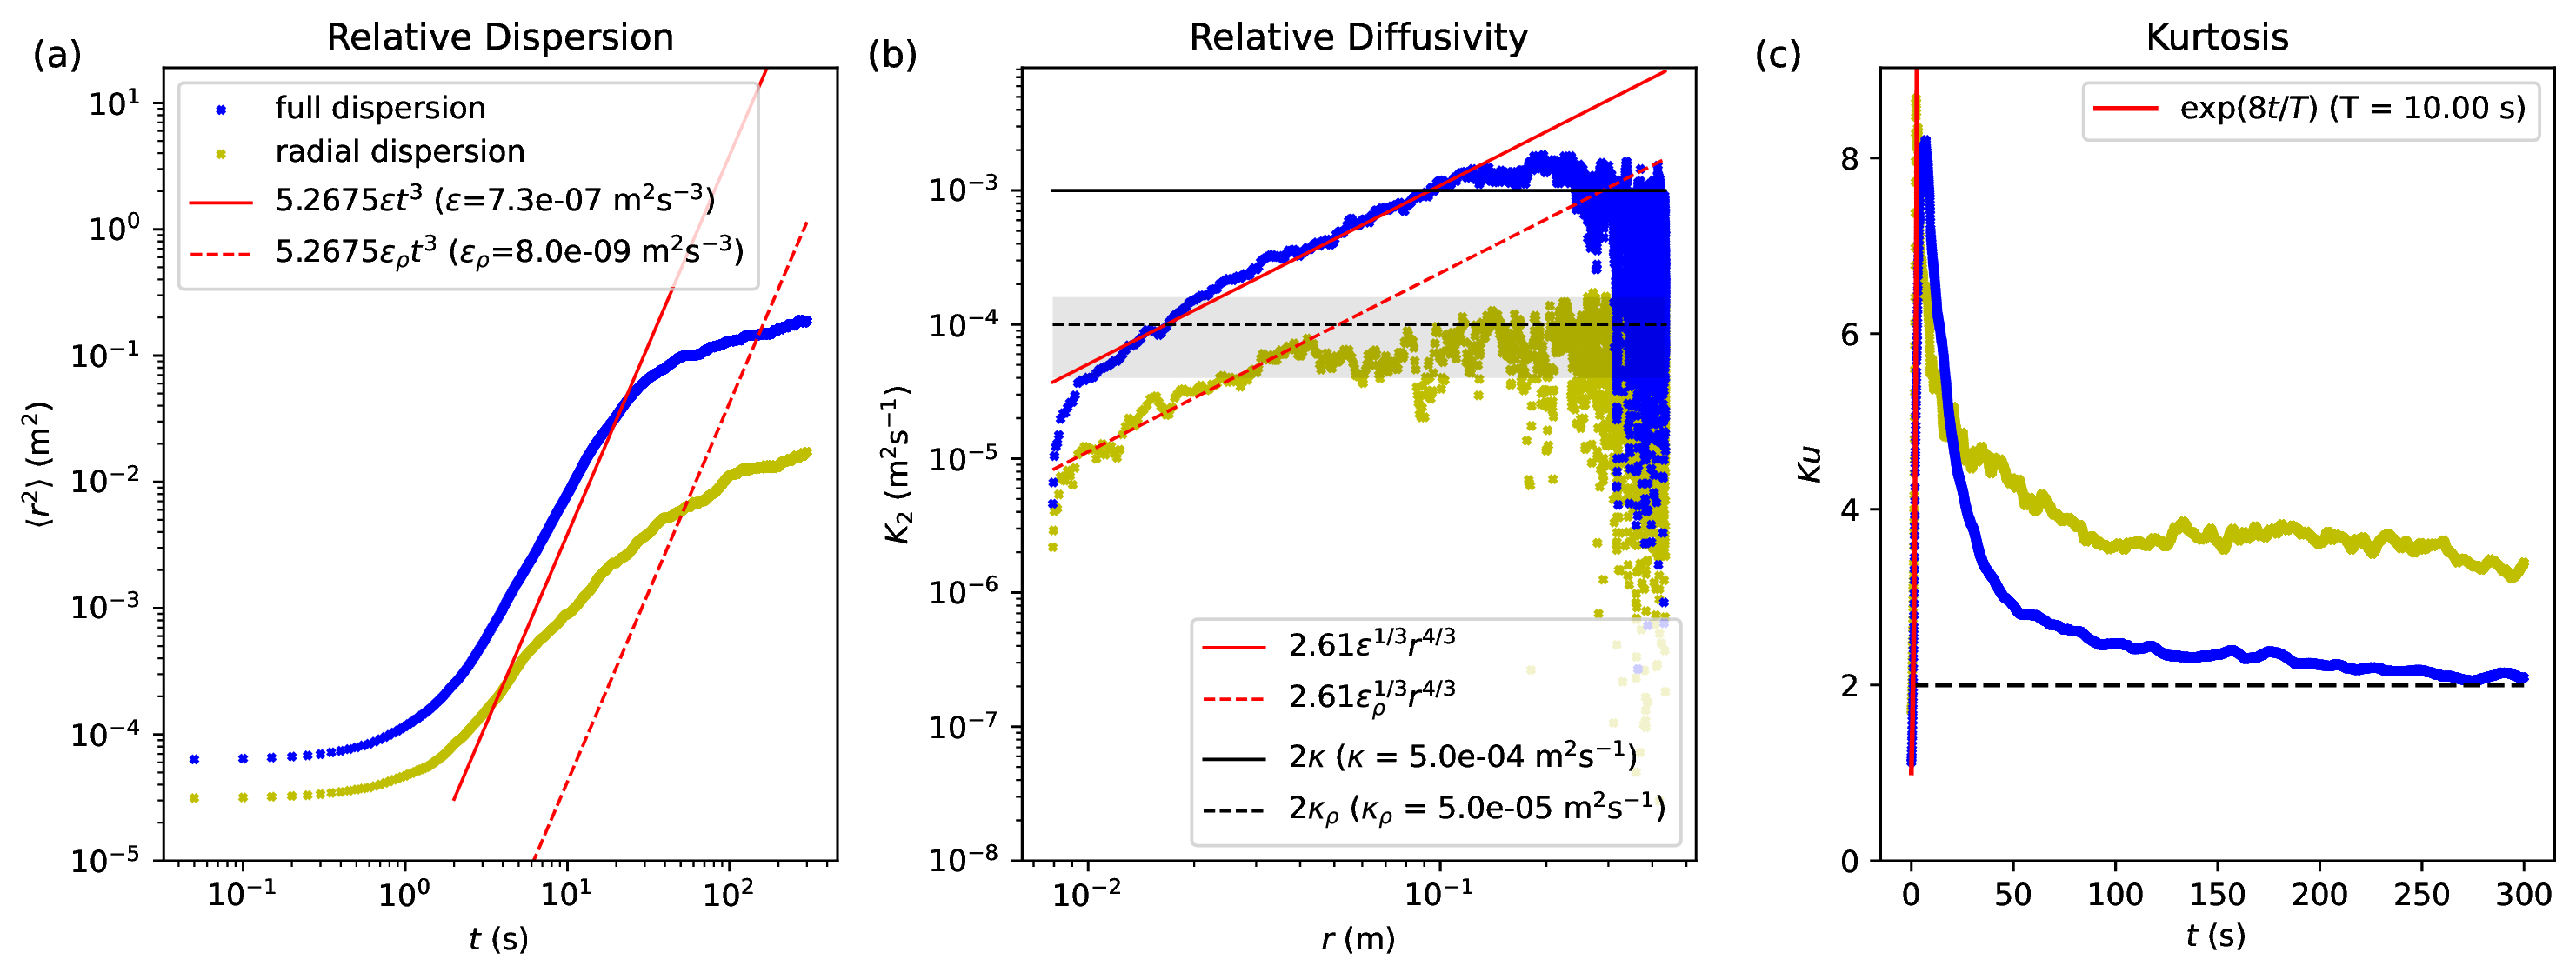 (a)
Relative Dispersion
full dispersion
radial dispersion
5.2675εt³ (ε=7.3e-07 m²s⁻³)
5.2675ε_ρt³ (ε_ρ=8.0e-09 m²s⁻³)
10¹
10⁰
10⁻¹
10⁻²
10⁻³
10⁻⁴
10⁻⁵
⟨r²⟩ (m²)
10⁻¹ 10⁰ 10¹ 10²
t (s)
(b)
Relative Diffusivity
10⁻³
10⁻⁴
10⁻⁵
10⁻⁶
10⁻⁷
10⁻⁸
K₂ (m²s⁻¹)
2.61ε^{1/3}r^{4/3}
2.61ε_ρ^{1/3}r^{4/3}
2κ (κ = 5.0e-04 m²s⁻¹)
2κ_ρ (κ_ρ = 5.0e-05 m²s⁻¹)
10⁻² 10⁻¹
r (m)
(c)
Kurtosis
exp(8t/T) (T = 10.00 s)
8
6
4
2
0
Ku
0 50 100 150 200 250 300
t (s)